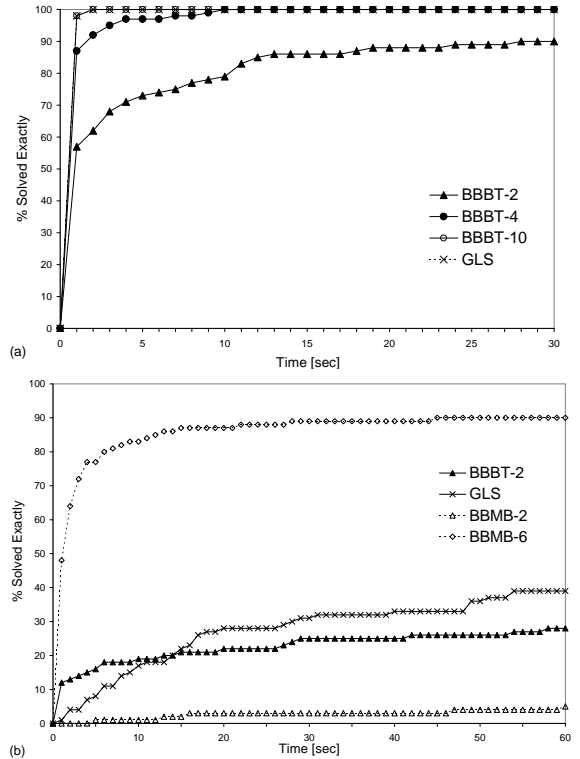 100
90
80
70
60
50
40
30
20
10
0
% Solved Exactly
BBBT-2
BBBT-4
BBBT-10
GLS
0 5 10 15 20 25 30
Time [sec]
(a)
100
90
80
70
60
50
40
30
20
10
0
% Solved Exactly
BBBT-2
GLS
BBMB-2
BBMB-6
0 10 20 30 40 50 60
Time [sec]
(b)